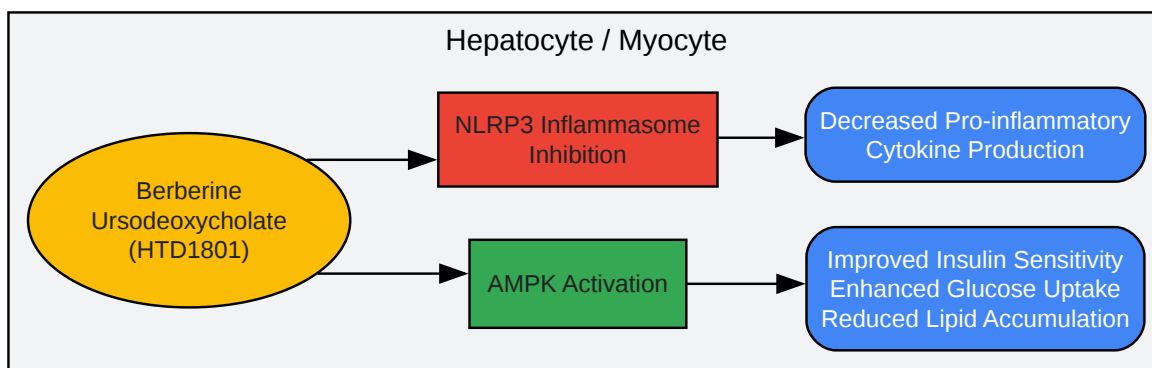 Hepatocyte / Myocyte
Berberine
Ursodeoxycholate
(HTD1801)
NLRP3 Inflammasome
Inhibition
Decreased Pro-inflammatory
Cytokine Production
AMPK Activation
Improved Insulin Sensitivity
Enhanced Glucose Uptake
Reduced Lipid Accumulation